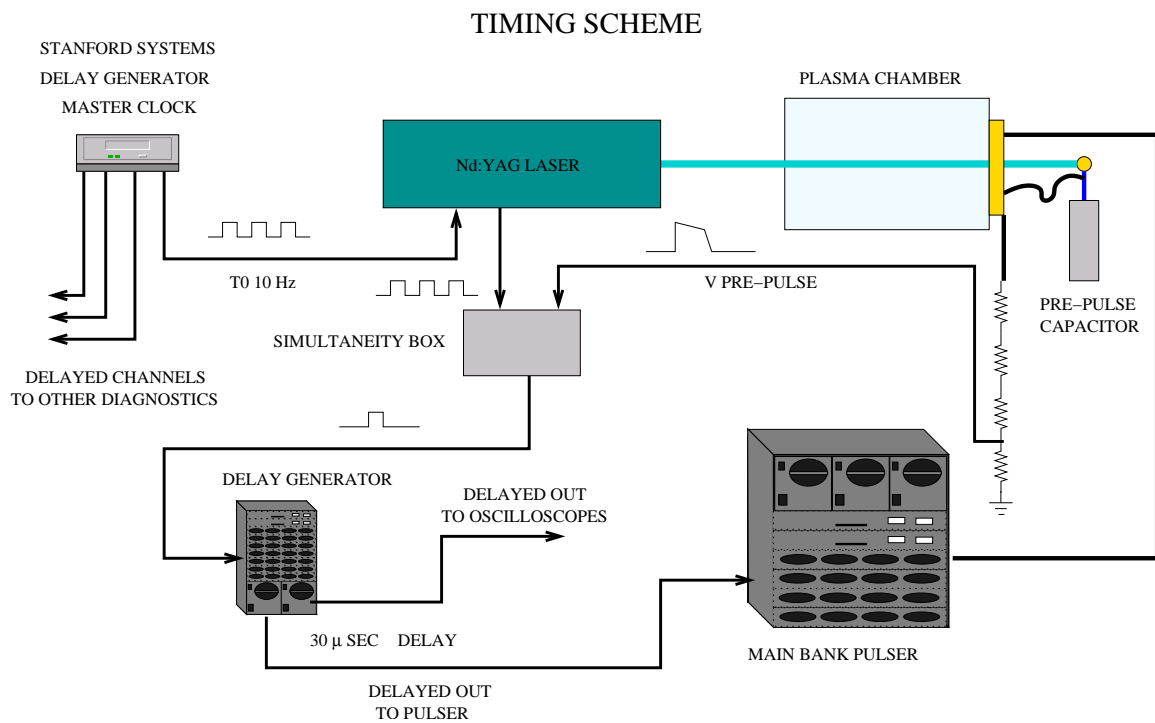 TIMING SCHEME
STANFORD SYSTEMS
DELAY GENERATOR
MASTER CLOCK
PLASMA CHAMBER
Nd:YAG LASER
T0 10 Hz
V PRE−PULSE
PRE−PULSE
CAPACITOR
SIMULTANEITY BOX
DELAYED CHANNELS
TO OTHER DIAGNOSTICS
DELAY GENERATOR
DELAYED OUT
TO OSCILLOSCOPES
30 μ SEC DELAY
MAIN BANK PULSER
DELAYED OUT
TO PULSER